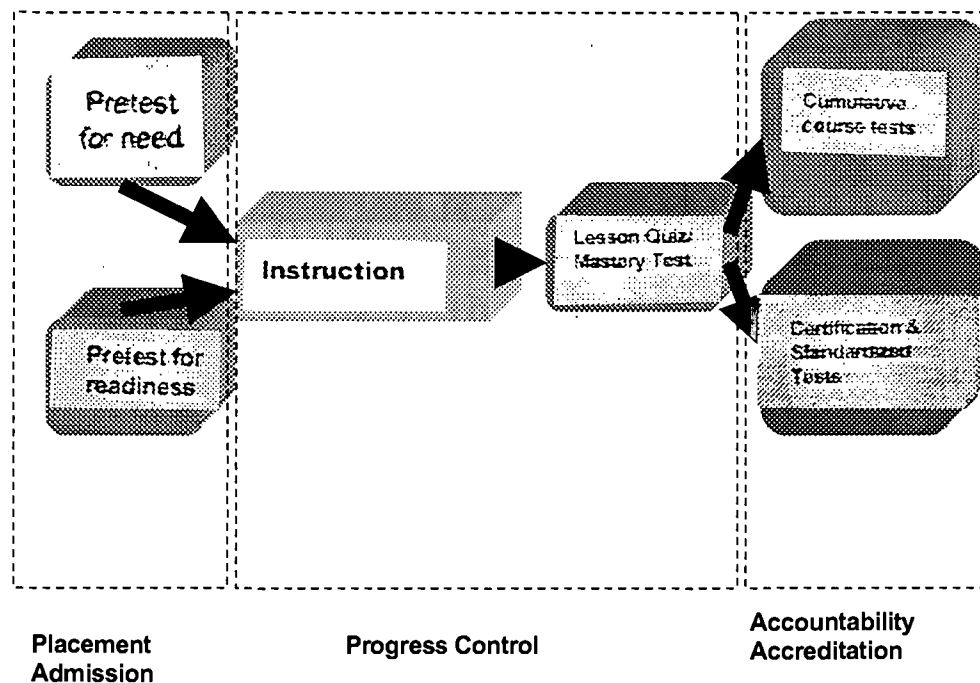 Pretest
for need
Pretest for
readiness
Instruction
Lesson Quiz/
Mastery Test
Cumulative
course tests
Certification &
Standardized
Tests
Placement
Admission
Progress Control
Accountability
Accreditation